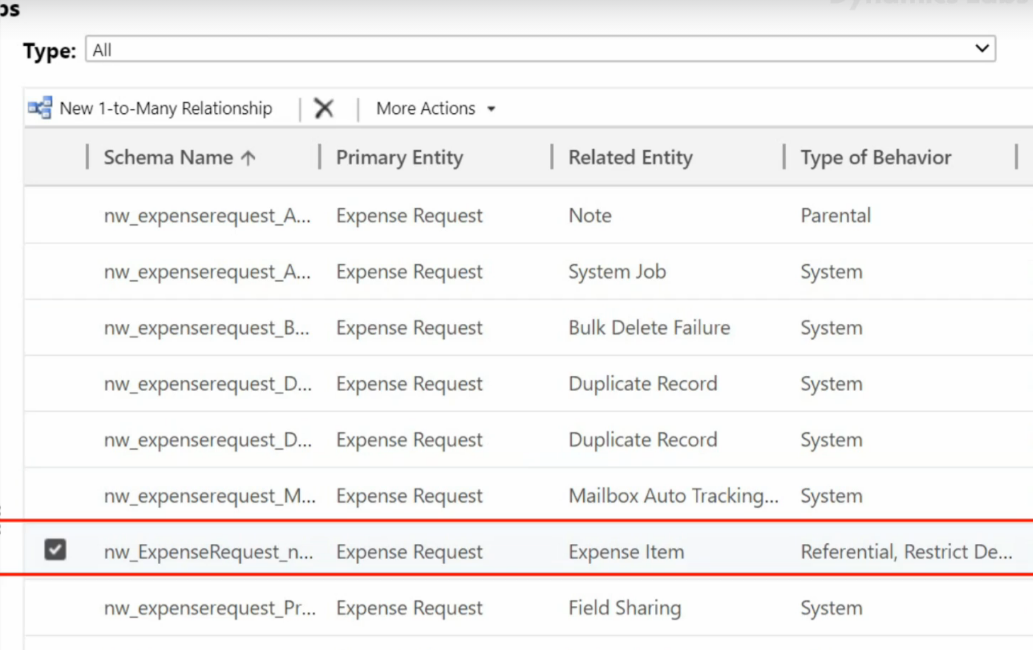 Type: All
New 1-to-Many Relationship More Actions
Schema Name Primary Entity Related Entity Type of Behavior
nw_expenserequest_A... Expense Request Note Parental
nw_expenserequest_A... Expense Request System Job System
nw_expenserequest_B... Expense Request Bulk Delete Failure System
nw_expenserequest_D... Expense Request Duplicate Record System
nw_expenserequest_D... Expense Request Duplicate Record System
nw_expenserequest_M... Expense Request Mailbox Auto Tracking... System
nw_ExpenseRequest_n... Expense Request Expense Item Referential, Restrict De...
nw_expenserequest_Pr... Expense Request Field Sharing System